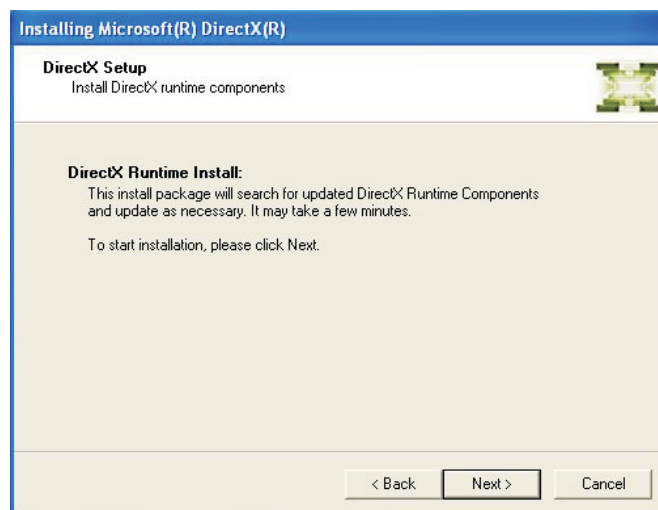 Installing Microsoft(R) DirectX(R)
DirectX Setup
Install DirectX runtime components
DirectX Runtime Install:
This install package will search for updated DirectX Runtime Components
and update as necessary. It may take a few minutes.
To start installation, please click Next.
< Back Next > Cancel